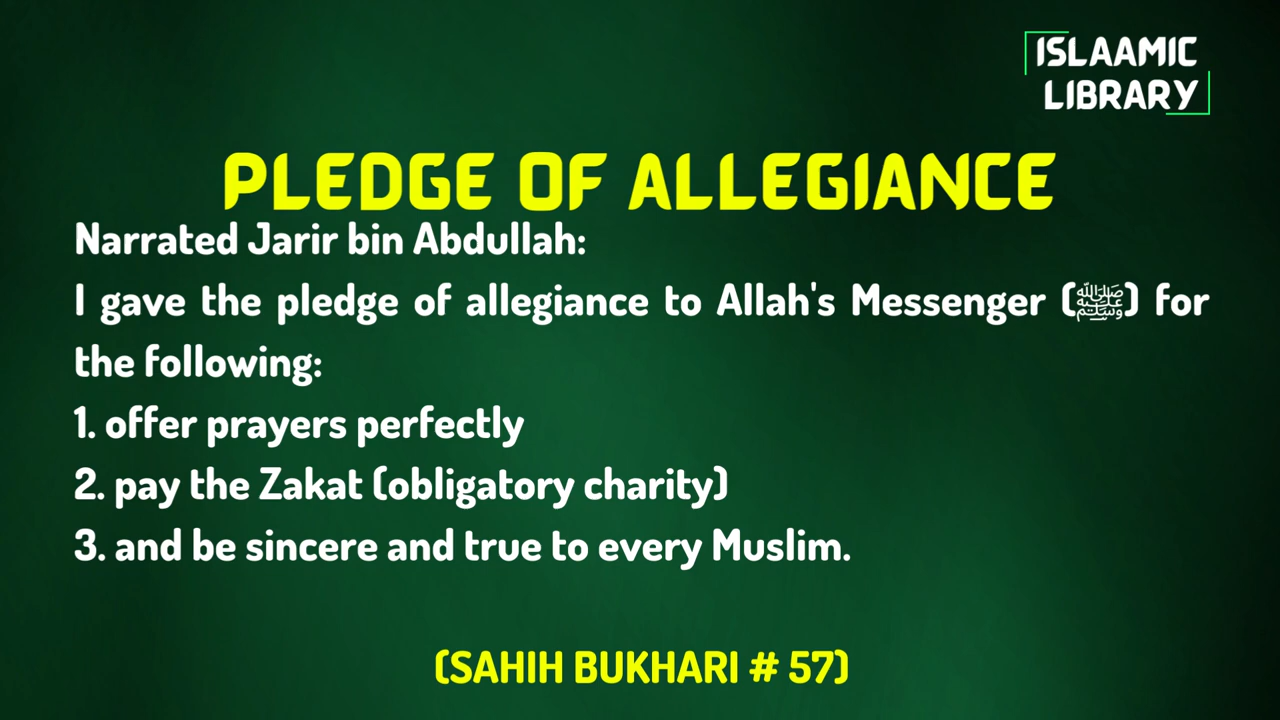 ISLAAMIC
LIBRARY
PLEDGE OF ALLEGIANCE
Narrated Jarir bin Abdullah:
I gave the pledge of allegiance to Allah's Messenger (ﷺ) for
the following:
1. offer prayers perfectly
2. pay the Zakat (obligatory charity)
3. and be sincere and true to every Muslim.
(SAHIH BUKHARI # 57)